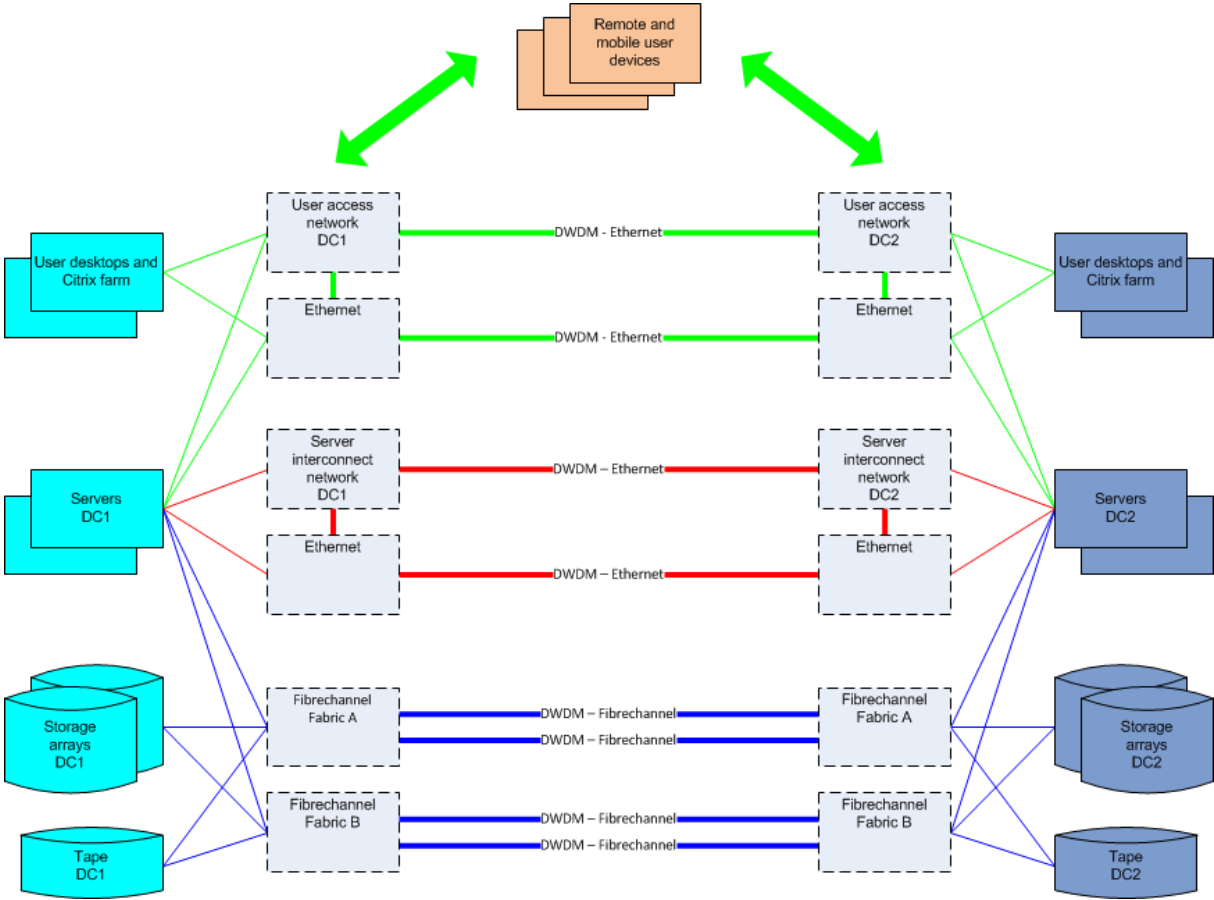 Remote and
mobile user
devices
User access
network
DC1
DWDM - Ethernet
User access
network
DC2
User desktops and
Citrix farm
User desktops and
Citrix farm
Ethernet
DWDM - Ethernet
Ethernet
Server
interconnect
network
DC1
DWDM – Ethernet
Server
interconnect
network
DC2
Servers
DC1
Servers
DC2
Ethernet
DWDM – Ethernet
Ethernet
Fibrechannel
Fabric A
DWDM – Fibrechannel
DWDM – Fibrechannel
Fibrechannel
Fabric A
Storage
arrays
DC1
Storage
arrays
DC2
Fibrechannel
Fabric B
DWDM – Fibrechannel
DWDM – Fibrechannel
Fibrechannel
Fabric B
Tape
DC1
Tape
DC2